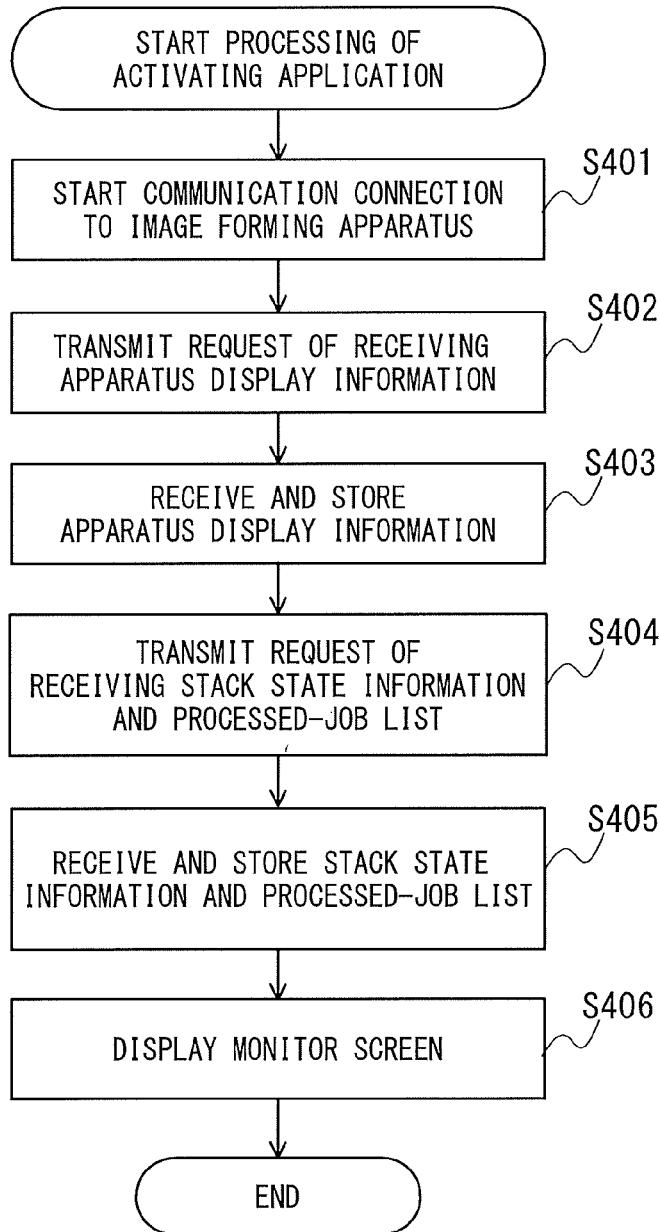 START PROCESSING OF
ACTIVATING APPLICATION
S401
START COMMUNICATION CONNECTION
TO IMAGE FORMING APPARATUS
S402
TRANSMIT REQUEST OF RECEIVING
APPARATUS DISPLAY INFORMATION
S403
RECEIVE AND STORE
APPARATUS DISPLAY INFORMATION
S404
TRANSMIT REQUEST OF
RECEIVING STACK STATE INFORMATION
AND PROCESSED-JOB LIST
S405
RECEIVE AND STORE STACK STATE
INFORMATION AND PROCESSED-JOB LIST
S406
DISPLAY MONITOR SCREEN
END